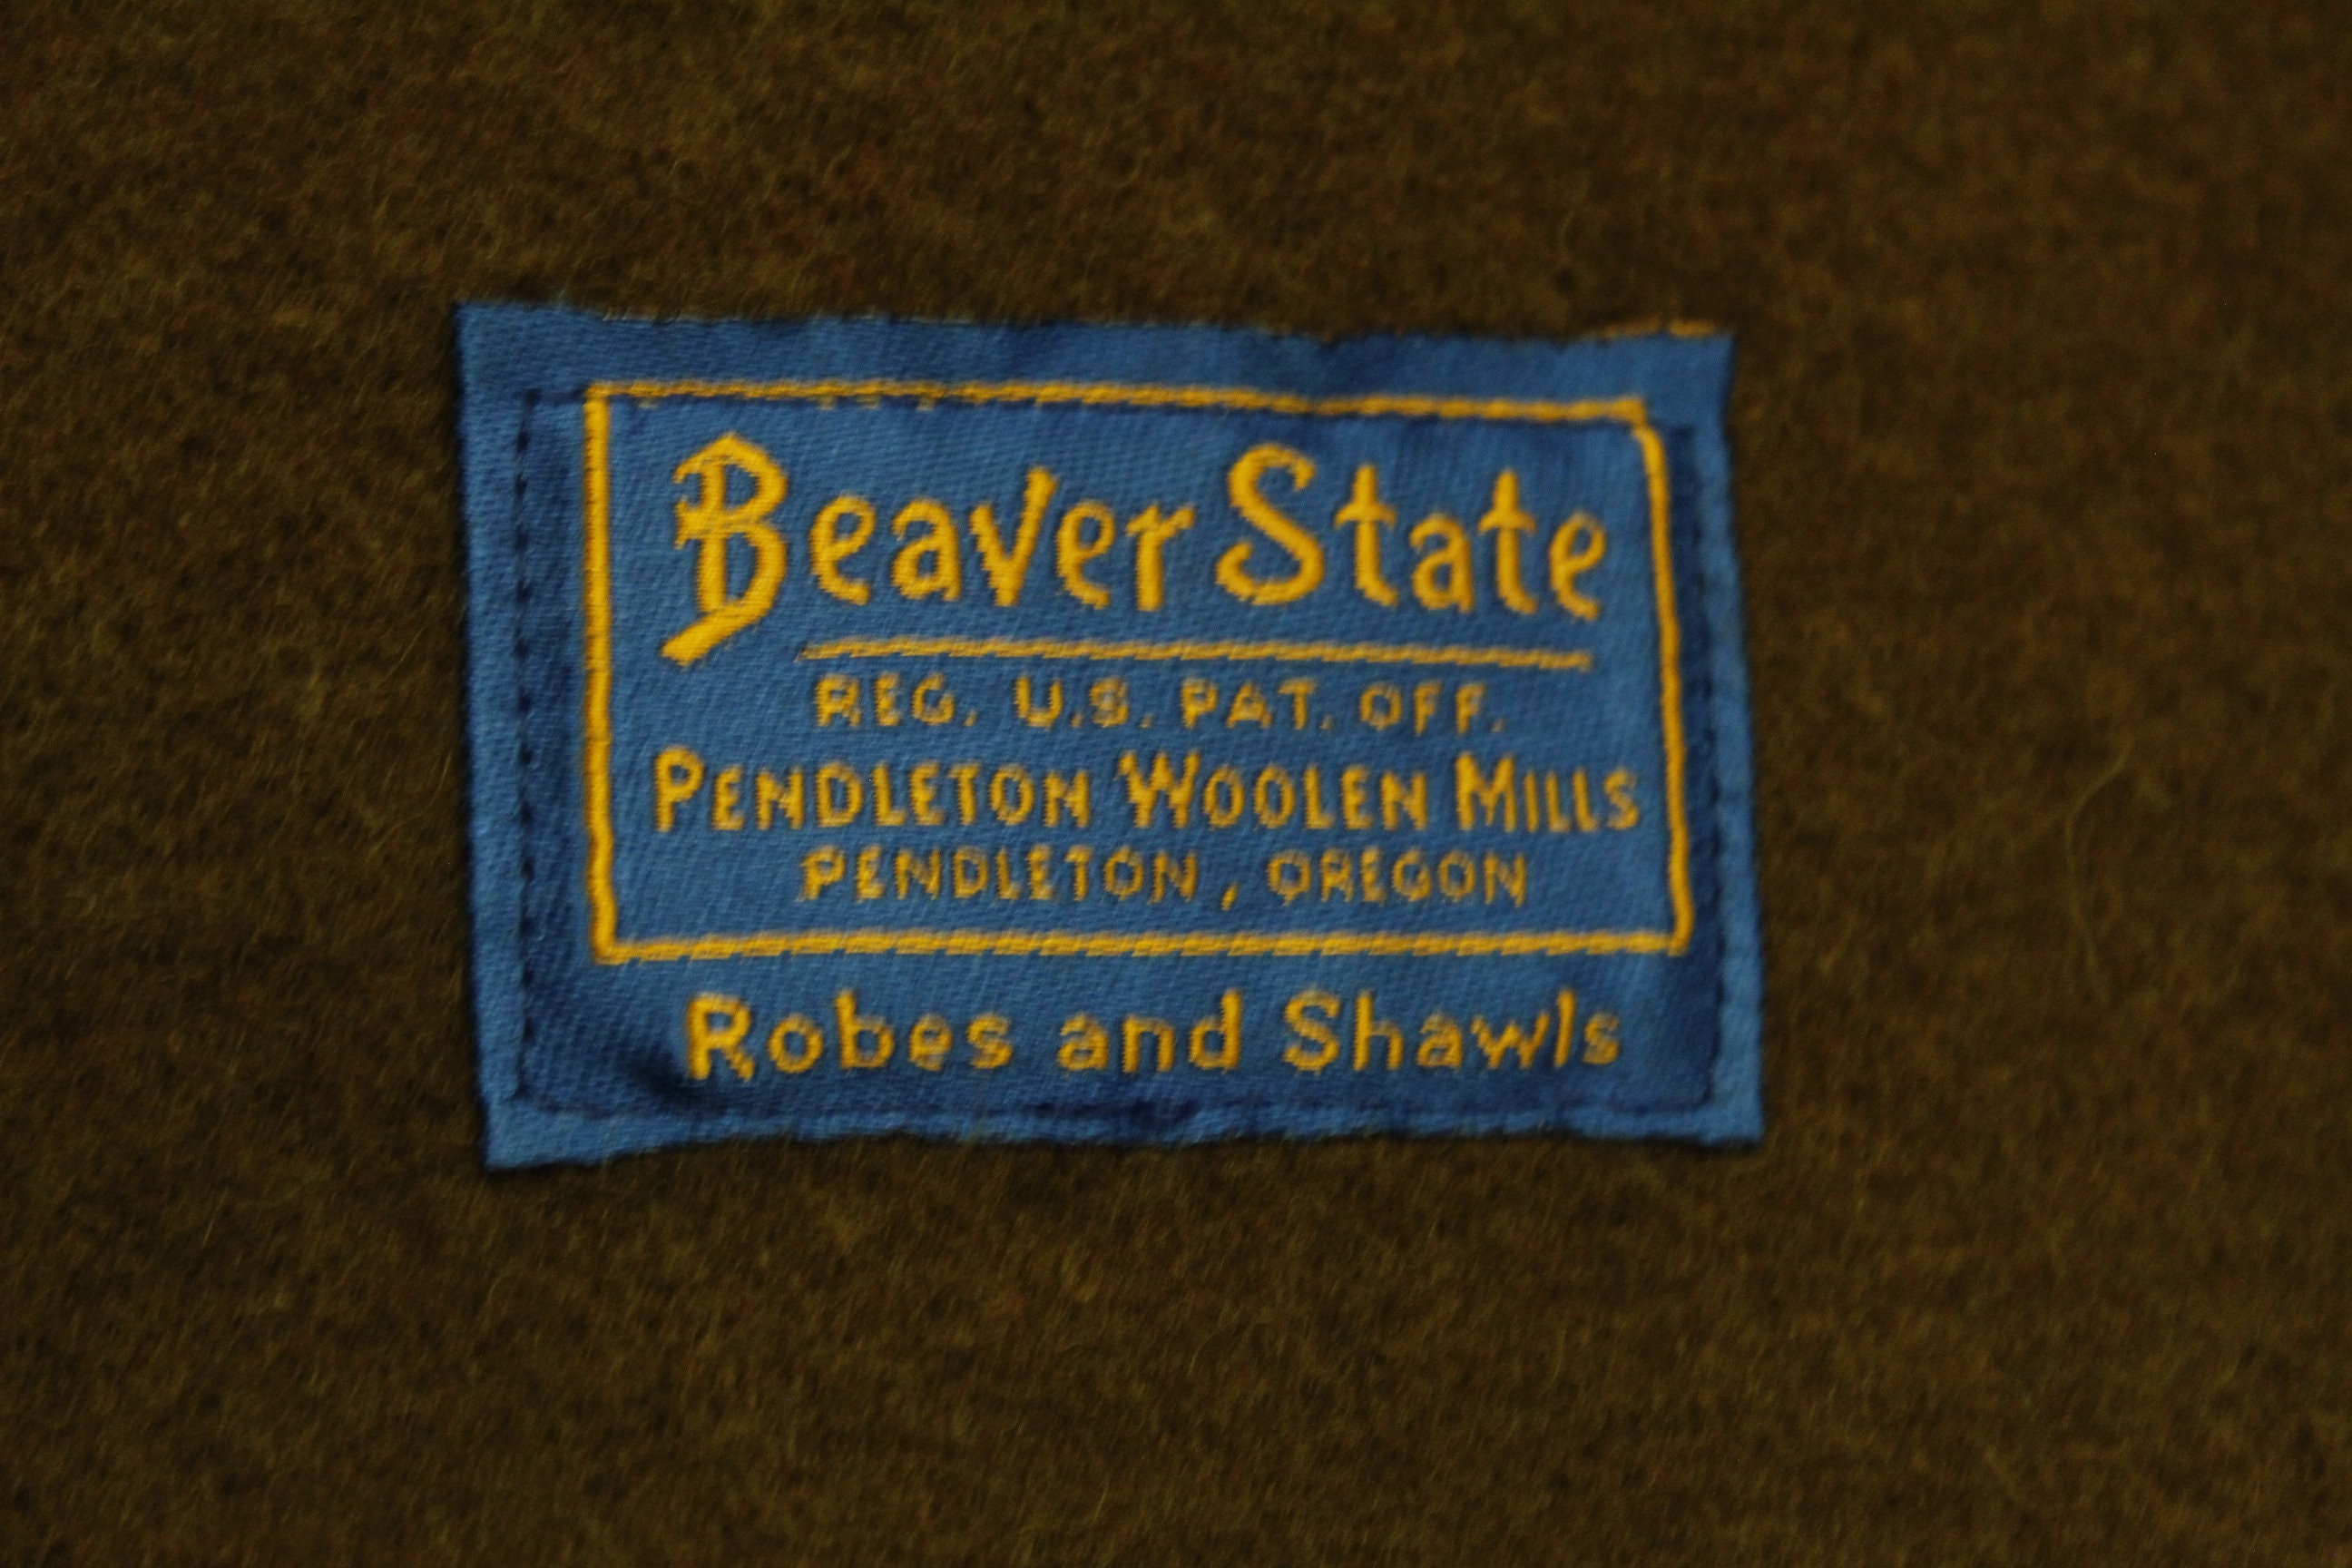 Beaver State
REG. U.S. PAT. OFF.
PENDLETON WOOLEN MILLS
PENDLETON, OREGON
Robes and Shawls